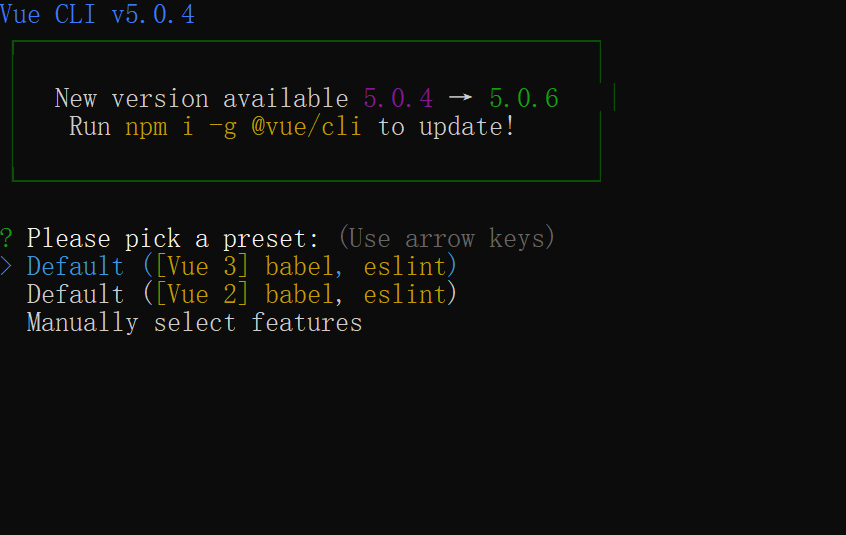 Vue CLI v5.0.4
New version available 5.0.4 → 5.0.6
Run npm i -g @vue/cli to update!
? Please pick a preset: (Use arrow keys)
> Default ([Vue 3] babel, eslint)
Default ([Vue 2] babel, eslint)
Manually select features